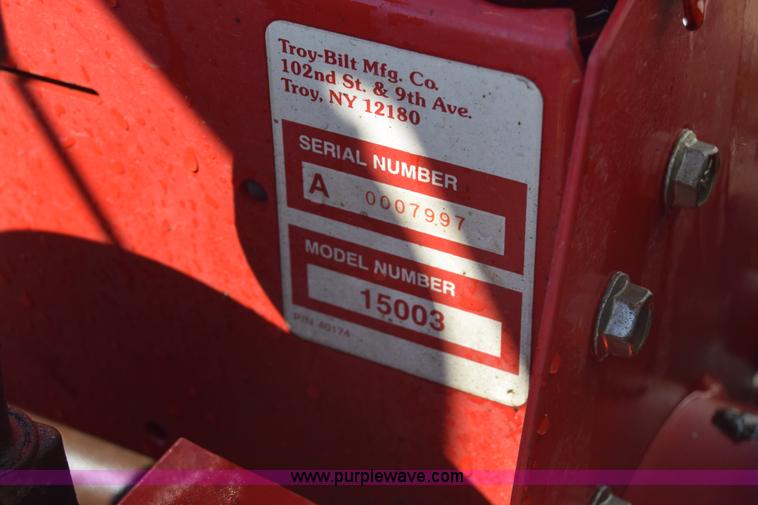 Troy-Bilt Mfg. Co.
102nd St. & 9th Ave.
Troy, NY 12180
SERIAL NUMBER
A 0007997
MODEL NUMBER
15003
P/N 40174
www.purplewave.com